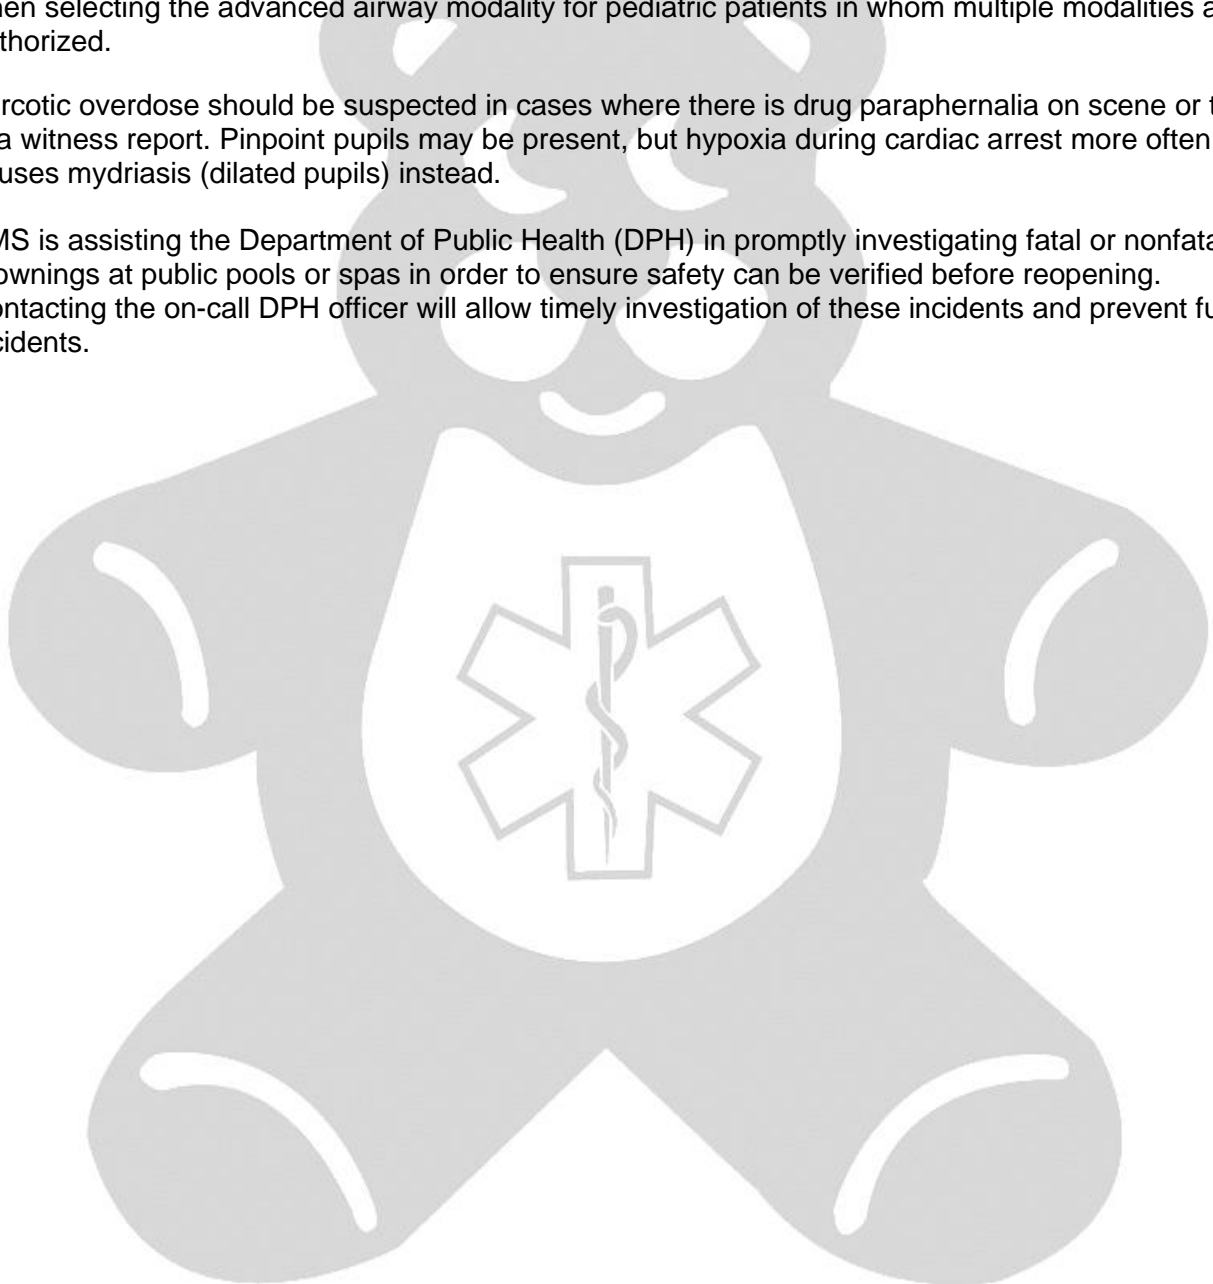 hen selecting the advanced airway modality for pediatric patients in whom multiple modalities a
thorized.
rcotic overdose should be suspected in cases where there is drug paraphernalia on scene or t
a witness report. Pinpoint pupils may be present, but hypoxia during cardiac arrest more often
uses mydriasis (dilated pupils) instead.
MS is assisting the Department of Public Health (DPH) in promptly investigating fatal or nonfata
ownings at public pools or spas in order to ensure safety can be verified before reopening.
ontacting the on-call DPH officer will allow timely investigation of these incidents and prevent fu
cidents.